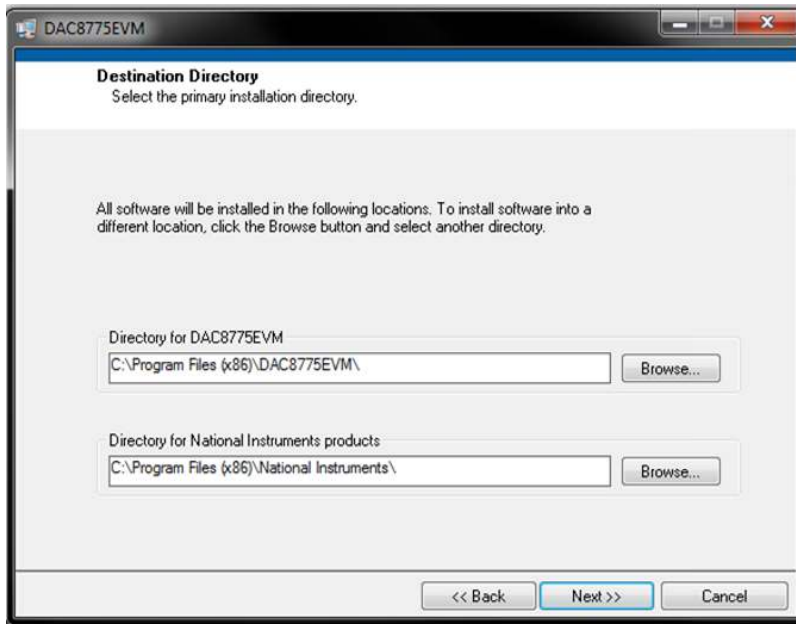 DAC8775EVM
Destination Directory
Select the primary installation directory.
All software will be installed in the following locations. To install software into a
different location, click the Browse button and select another directory.
Directory for DAC8775EVM
C:\Program Files (x86)\DAC8775EVM\
Browse...
Directory for National Instruments products
C:\Program Files (x86)\National Instruments\
Browse...
<< Back
Next >>
Cancel